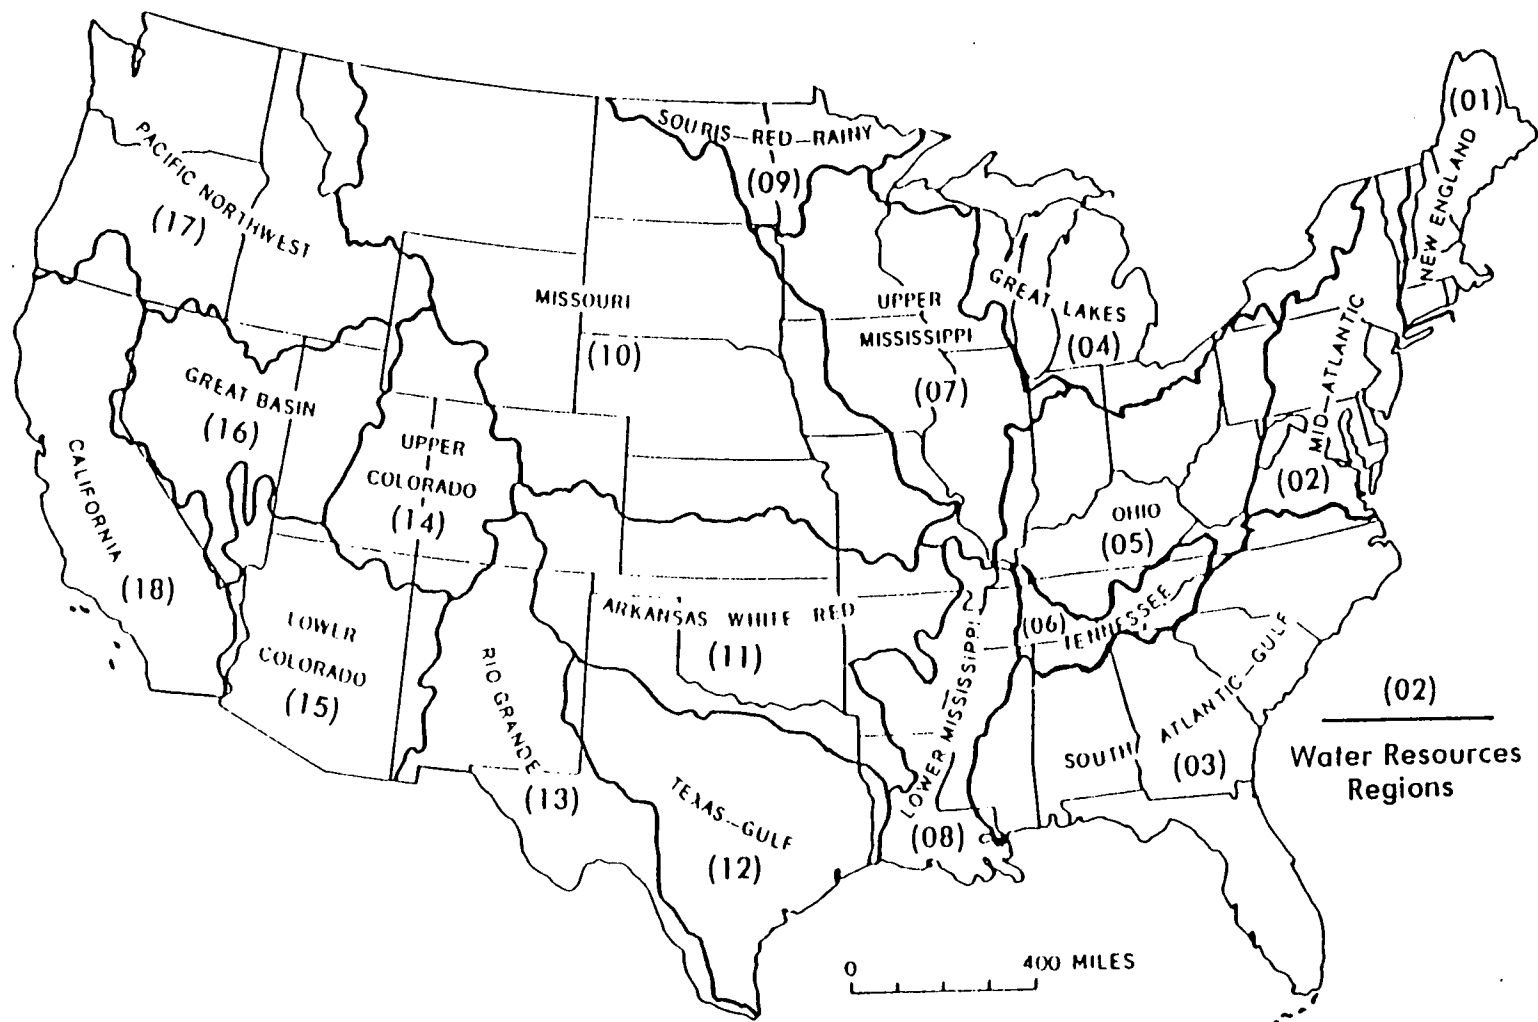 (01)
NEW ENGLAND
SOURIS-RED-RAINY
(09)
PACIFIC NORTHWEST
(17)
MISSOURI
(10)
UPPER
MISSISSIPPI
(07)
GREAT LAKES
(04)
MID-ATLANTIC
(02)
GREAT BASIN
(16)
UPPER
COLORADO
(14)
CALIFORNIA
(18)
OHIO
(05)
LOWER
COLORADO
(15)
ARKANSAS WHITE RED
(11)
(06)
TENNESSEE
RIO GRANDE
(13)
LOWER MISSISSIPPI
(08)
SOUTH ATLANTIC-GULF
(03)
TEXAS-GULF
(12)
(02)
Water Resources
Regions
0 400 MILES